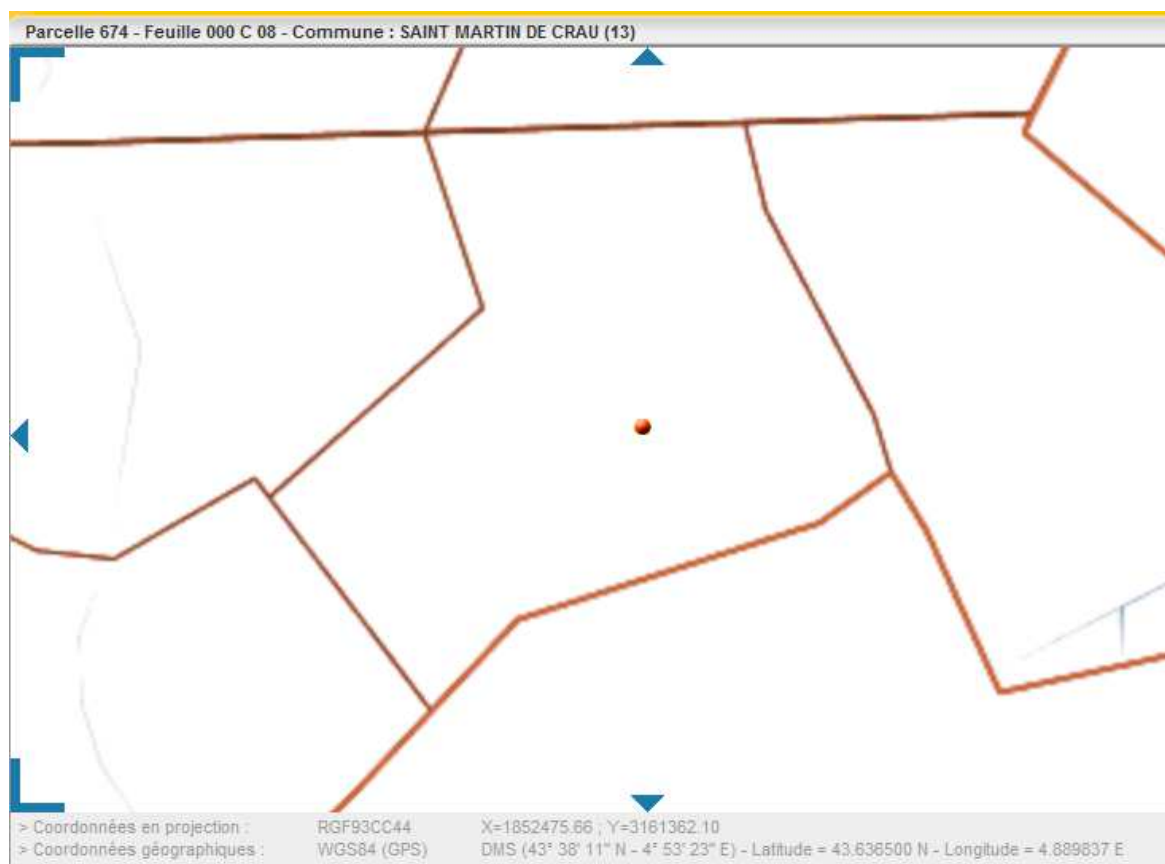 Parcelle 674 - Feuille 000 C 08 - Commune : SAINT MARTIN DE CRAU (13)
> Coordonnées en projection : RGF93CC44 X=1852475.66 ; Y=3161362.10
> Coordonnées géographiques : WGS84 (GPS) DMS (43° 38' 11" N - 4° 53' 23" E) - Latitude = 43.636500 N - Longitude = 4.889837 E